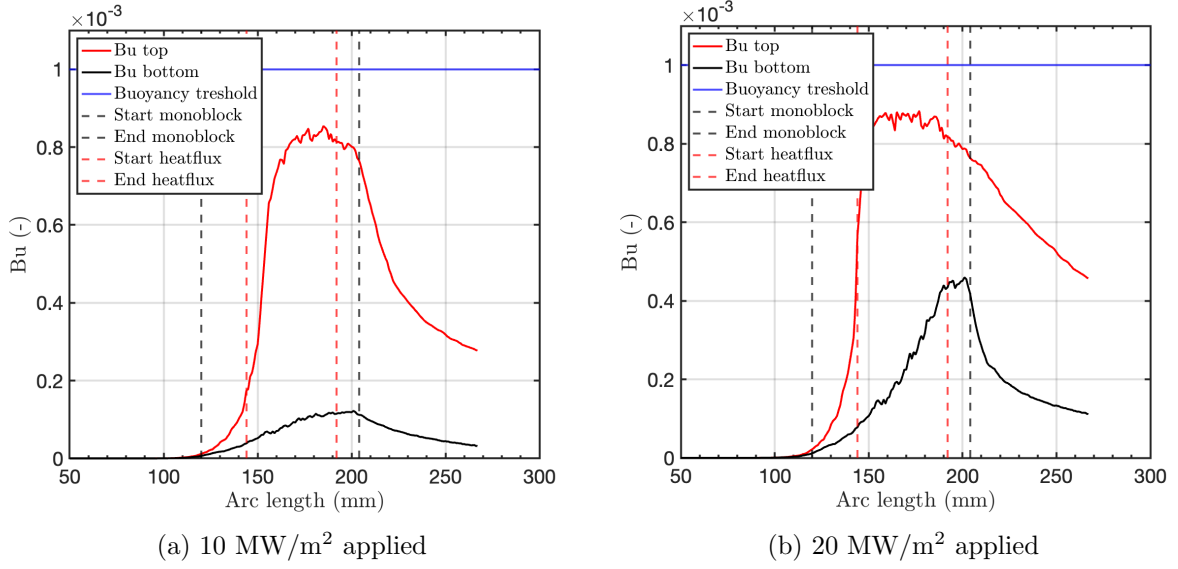 ×10⁻³
Bu top
Bu bottom
Buoyancy treshold
Start monoblock
End monoblock
Start heatflux
End heatflux
1
0.8
0.6
0.4
0.2
0
Bu (-)
50 100 150 200 250 300
Arc length (mm)
(a) 10 MW/m² applied
×10⁻³
Bu top
Bu bottom
Buoyancy treshold
Start monoblock
End monoblock
Start heatflux
End heatflux
1
0.8
0.6
0.4
0.2
0
Bu (-)
50 100 150 200 250 300
Arc length (mm)
(b) 20 MW/m² applied